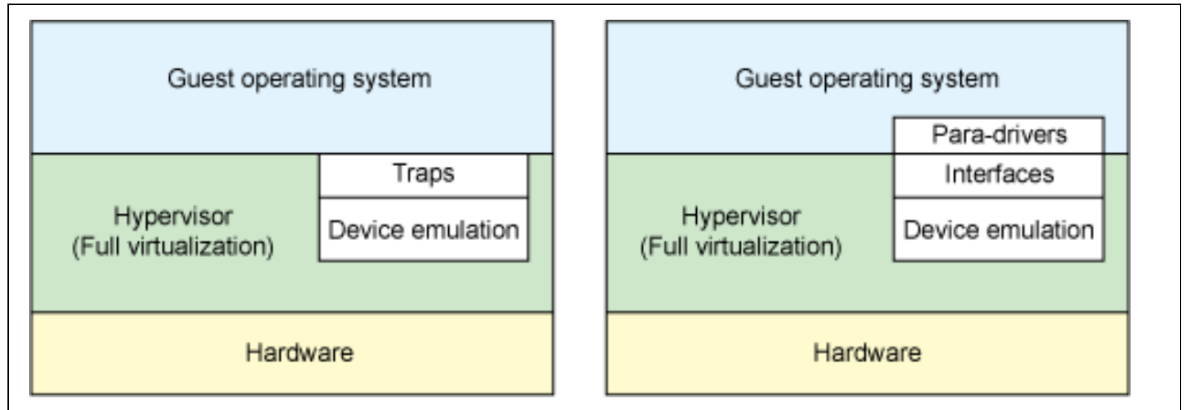 Guest operating system
Traps
Hypervisor
(Full virtualization)
Device emulation
Hardware
Guest operating system
Para-drivers
Interfaces
Hypervisor
(Full virtualization)
Device emulation
Hardware